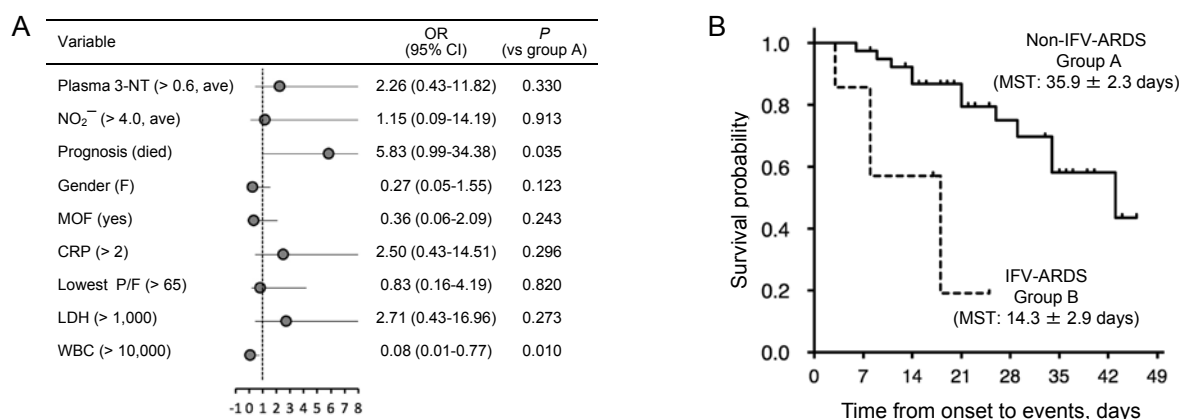 A
Variable OR (95% CI) P (vs group A)
Plasma 3-NT (> 0.6, ave) 2.26 (0.43-11.82) 0.330
NO₂⁻ (> 4.0, ave) 1.15 (0.09-14.19) 0.913
Prognosis (died) 5.83 (0.99-34.38) 0.035
Gender (F) 0.27 (0.05-1.55) 0.123
MOF (yes) 0.36 (0.06-2.09) 0.243
CRP (> 2) 2.50 (0.43-14.51) 0.296
Lowest P/F (> 65) 0.83 (0.16-4.19) 0.820
LDH (> 1,000) 2.71 (0.43-16.96) 0.273
WBC (> 10,000) 0.08 (0.01-0.77) 0.010
-1 0 1 2 3 4 5 6 7 8
B
Survival probability
1.0
0.8
0.6
0.4
0.2
0.0
Non-IFV-ARDS
Group A
(MST: 35.9 ± 2.3 days)
IFV-ARDS
Group B
(MST: 14.3 ± 2.9 days)
0 7 14 21 28 35 42 49
Time from onset to events, days